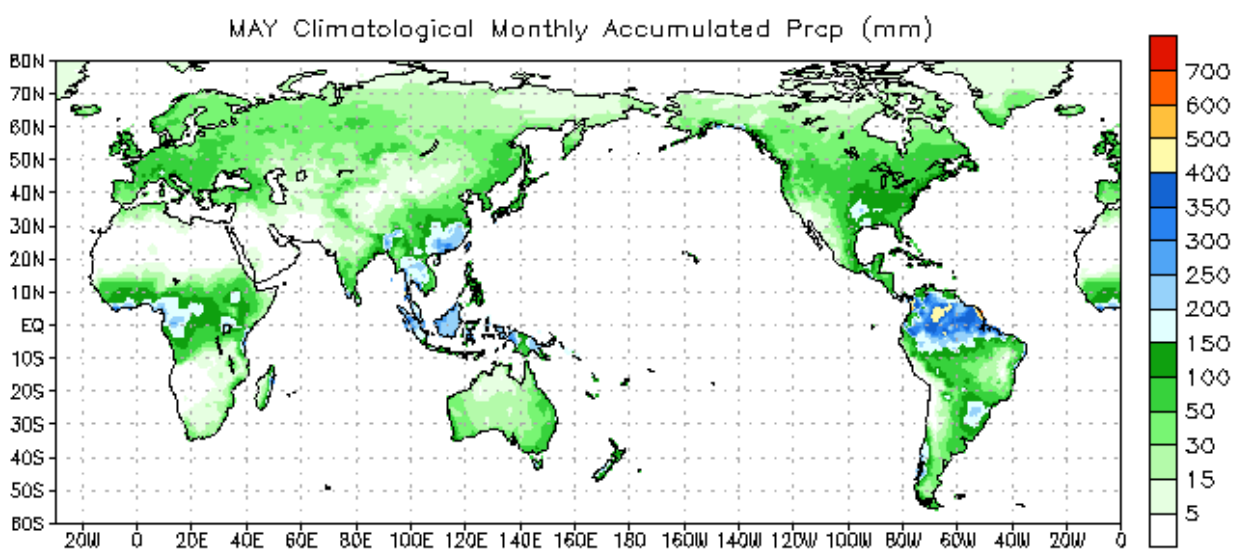 MAY Climatological Monthly Accumulated Prcp (mm)
80N
70N
60N
50N
40N
30N
20N
10N
EQ
10S
20S
30S
40S
50S
60S
20W 0 20E 40E 60E 80E 100E 120E 140E 160E 180 160W 140W 120W 100W 80W 60W 40W 20W 0
700
600
500
400
350
300
250
200
150
100
50
30
15
5